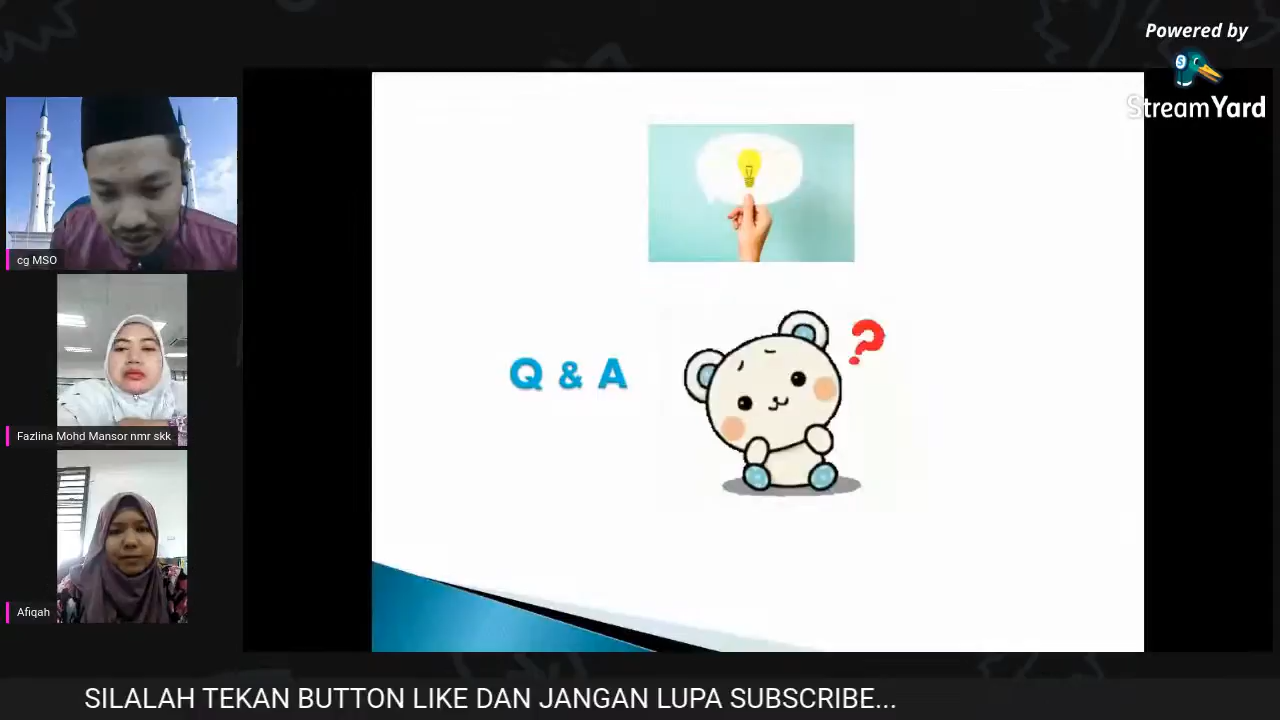 Powered by
StreamYard
cg MSO
Fazlina Mohd Mansor nmr skk
Afiqah
Q & A
?
SILALAH TEKAN BUTTON LIKE DAN JANGAN LUPA SUBSCRIBE...